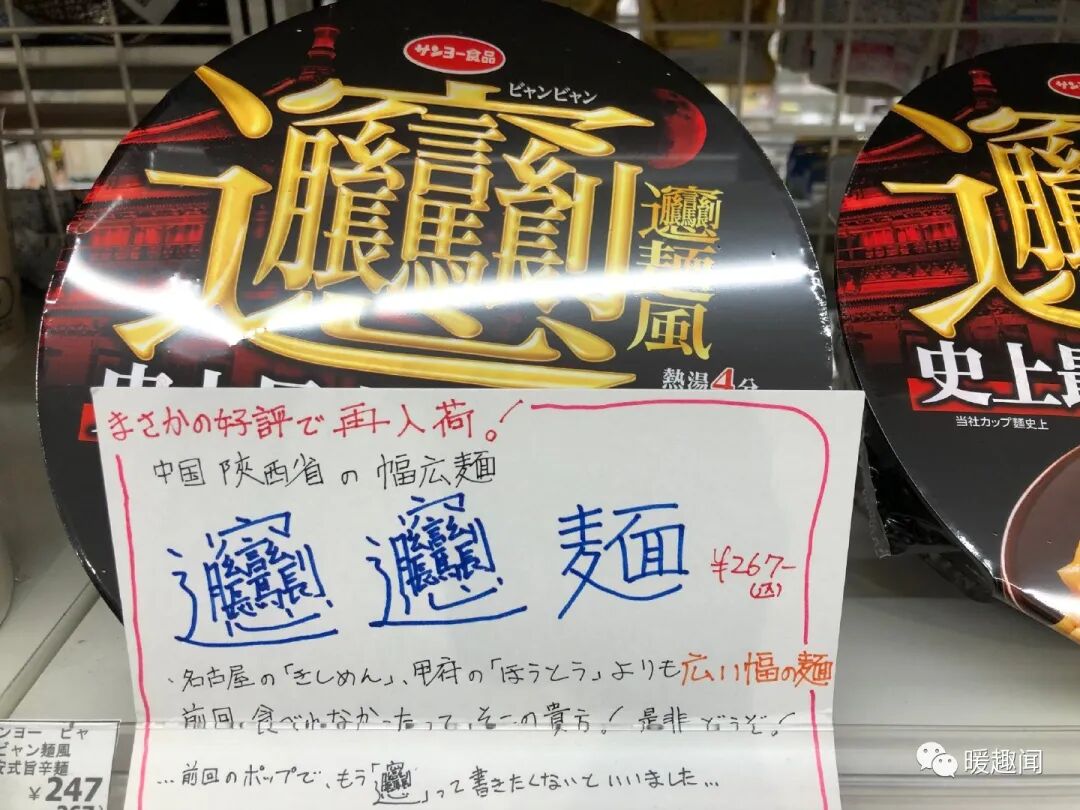 サンヨー食品
ビャンビャン
𰻞
𰻞麺風
熱湯4分
史上最
当社カップ麺史上
まさかの好評で再入荷!
中国 陝西省の幅広麺
𰻞𰻞麺 ¥267-(込)
・名古屋の「きしめん」、甲府の「ほうとう」よりも広い幅の麺
前回、食べれなかったって、そこの貴方!是非どうぞ!
…前回のポップで、もう「𰻞」って書きたくないといいました…
ンヨー ビャ
ビャン麺風
安式旨辛麺
¥247
暖趣闻